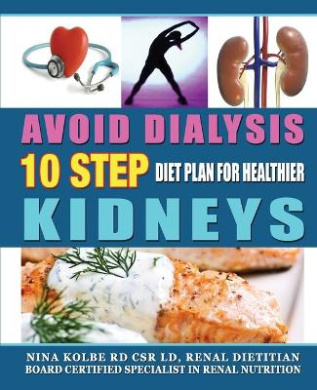 AVOID DIALYSIS
10 STEP DIET PLAN FOR HEALTHIER
KIDNEYS
NINA KOLBE RD CSR LD, RENAL DIETITIAN
BOARD CERTIFIED SPECIALIST IN RENAL NUTRITION